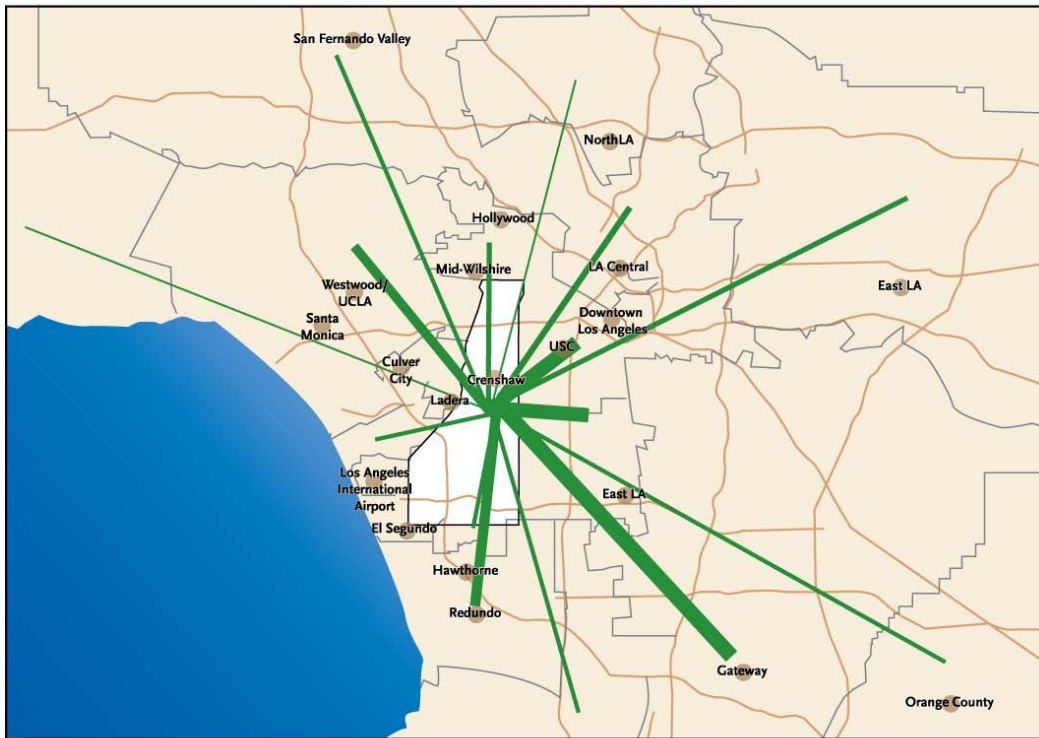 San Fernando Valley
NorthLA
Hollywood
Mid-Wilshire
LA Central
Westwood/
UCLA
East LA
Santa
Monica
Downtown
Los Angeles
USC
Culver
City
Crenshaw
Ladera
Los Angeles
International
Airport
East LA
El Segundo
Hawthorne
Redundo
Gateway
Orange County